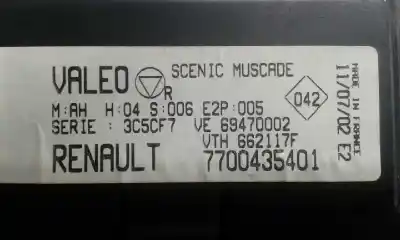 VALEO R SCENIC MUSCADE
M:AH H:04 S:006 E2P:005
042
SERIE : 3C5CF7 VE 69470002
VTH 662117F
RENAULT 7700435401
MADE IN FRANCE
11/07/02 E2